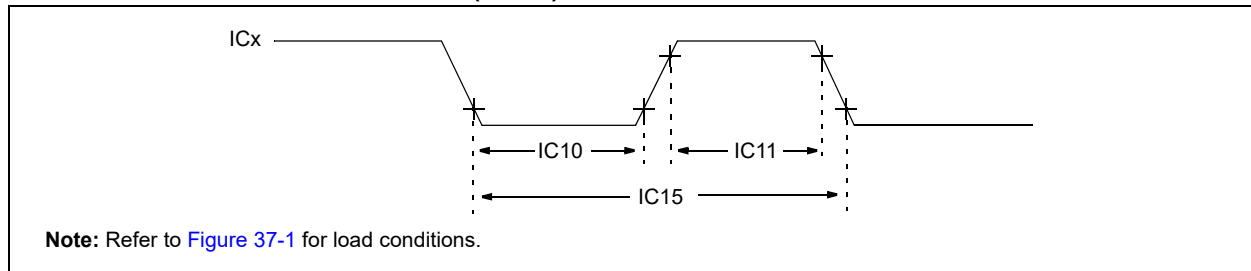 ICx
IC10
IC11
IC15
Note: Refer to Figure 37-1 for load conditions.